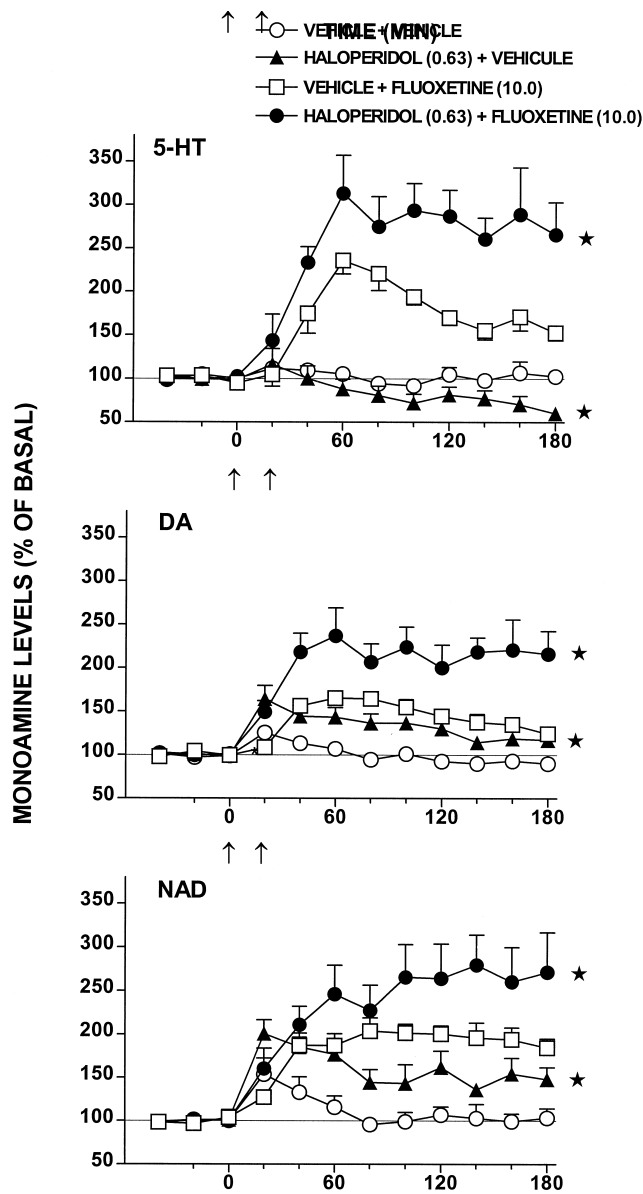 ↑ ↑
TIME (MIN)
VEHICLE + VEHICLE
HALOPERIDOL (0.63) + VEHICULE
VEHICLE + FLUOXETINE (10.0)
HALOPERIDOL (0.63) + FLUOXETINE (10.0)
MONOAMINE LEVELS (% OF BASAL)
5-HT
350
300
250
200
150
100
50
0 60 120 180
↑ ↑
DA
350
300
250
200
150
100
50
0 60 120 180
↑ ↑
NAD
350
300
250
200
150
100
50
0 60 120 180